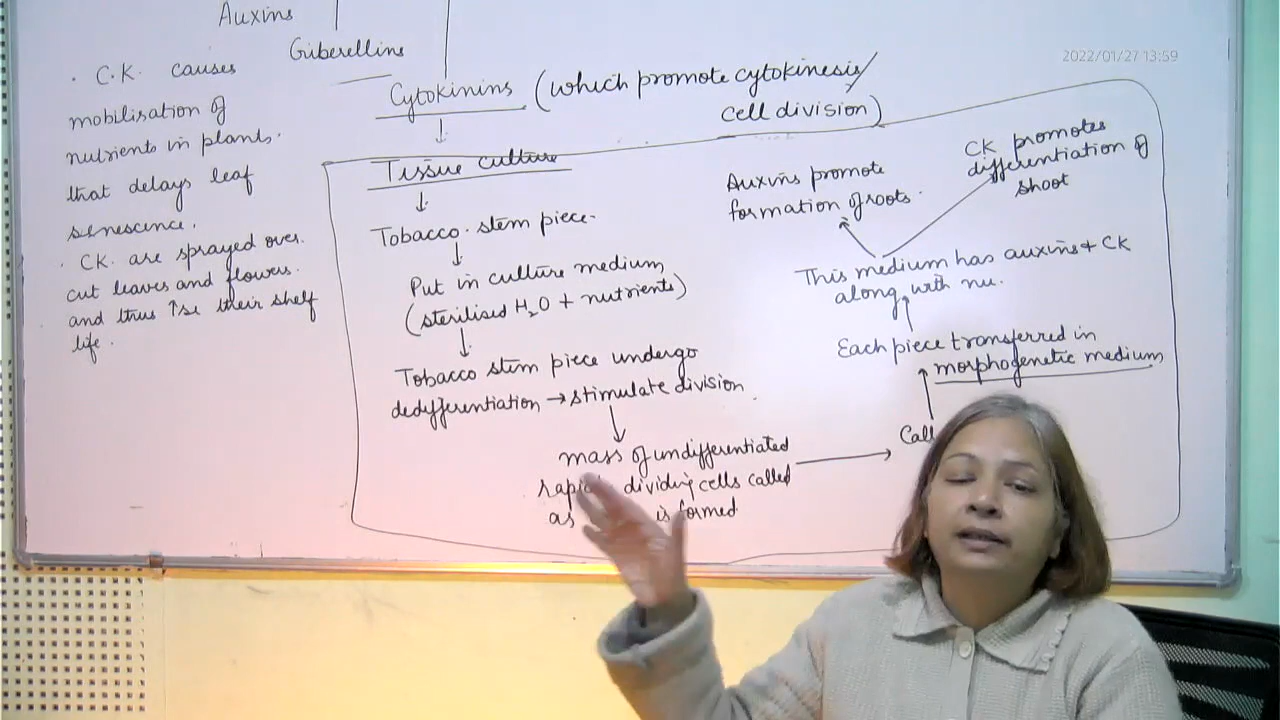 Auxins
Giberelline
2022/01/27 13:59
Cytokinins (which promote cytokinesis/
cell division)
. C.K. causes
mobilisation of
nutrients in plants.
that delays leaf
senescence.
. CK. are sprayed over
cut leaves and flowers.
and thus ↑se their shelf
life.
Tissue culture
Tobacco stem piece.
Put in culture medium
(sterilised H2O + nutrients)
Tobacco stem piece undergo
dedifferentiation → stimulate division
mass of undifferentiated
dividing cells called
as is formed
Each piece transferred in
morphogenetic medium
This medium has auxins + CK
along with nu.
Auxins promote
formation of roots.
CK promotes
differentiation of
shoot